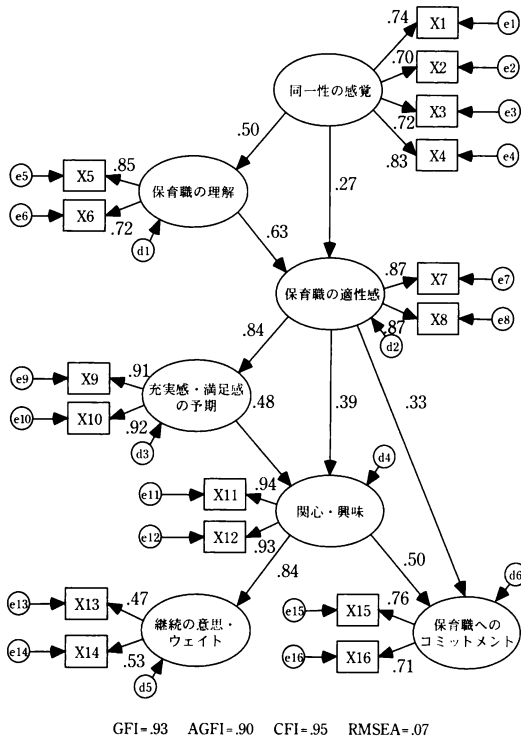 .74
X1
e1
.70
X2
e2
同一性の感覚
.72
X3
e3
.83
X4
e4
.50
e5
.85
X5
保育職の理解
.27
e6
X6
.72
d1
.63
.87
X7
e7
保育職の適性感
.87
X8
e8
d2
.84
e9
X9
.91
充実感・満足感
の予期
.48
.39
.33
e10
X10
.92
d3
d4
e11
X11
.94
関心・興味
e12
X12
.93
.84
.50
d6
e13
X13
.47
継続の意思・
ウェイト
e15
X15
.76
保育職への
コミットメント
e14
X14
.53
e16
X16
.71
d5
GFI=.93 AGFI=.90 CFI=.95 RMSEA=.07